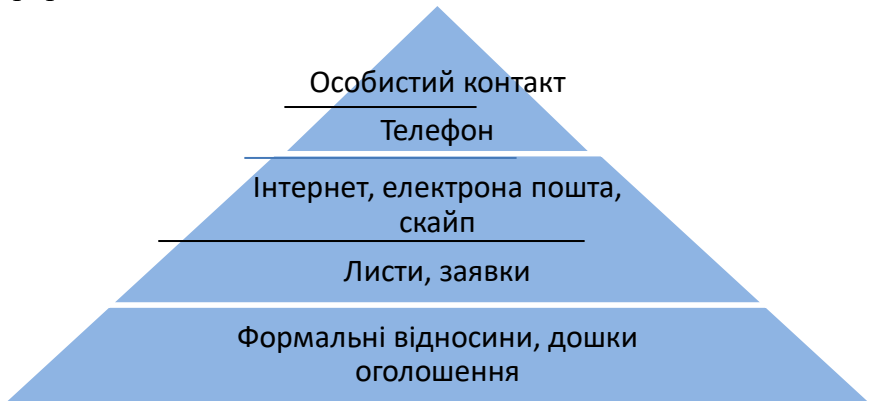 Особистий контакт
Телефон
Інтернет, електрона пошта,
скайп
Листи, заявки
Формальні відносини, дошки
оголошення